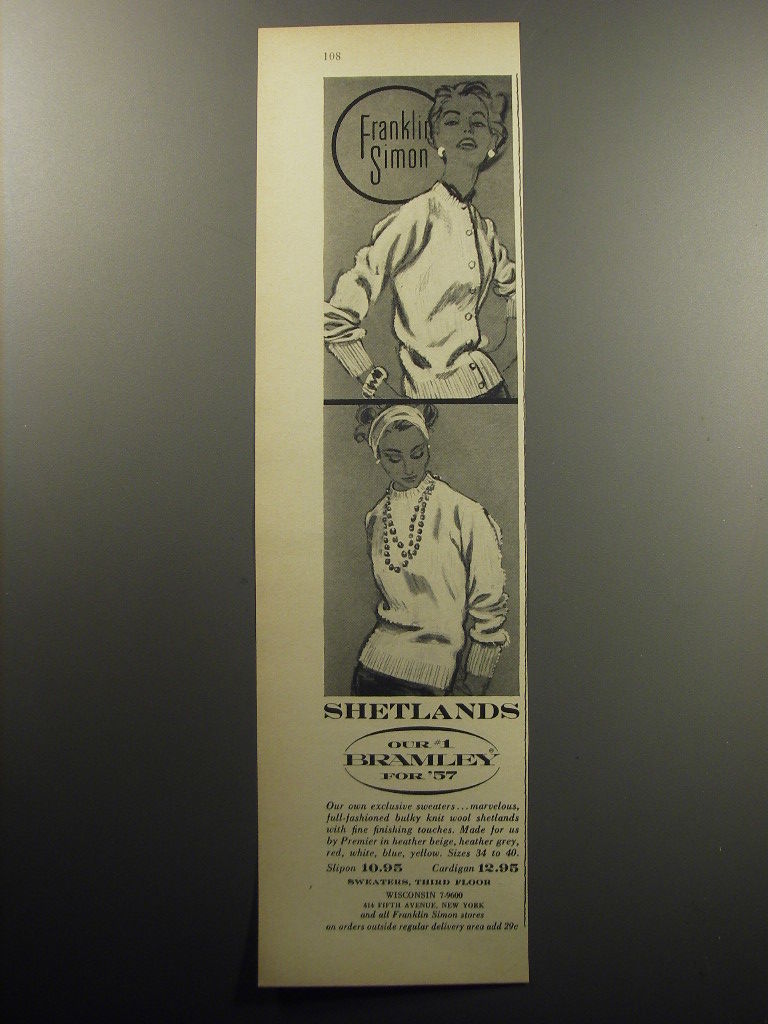 108
Franklin
Simon
SHETLANDS
OUR #1
BRAMLEY®
FOR '57
Our own exclusive sweaters...marvelous,
full-fashioned bulky knit wool shetlands
with fine finishing touches. Made for us
by Premier in heather beige, heather grey,
red, white, blue, yellow. Sizes 34 to 40.
Slipon 10.95 Cardigan 12.95
SWEATERS, THIRD FLOOR
WISCONSIN 7-9600
414 FIFTH AVENUE, NEW YORK
and all Franklin Simon stores
on orders outside regular delivery area add 29c